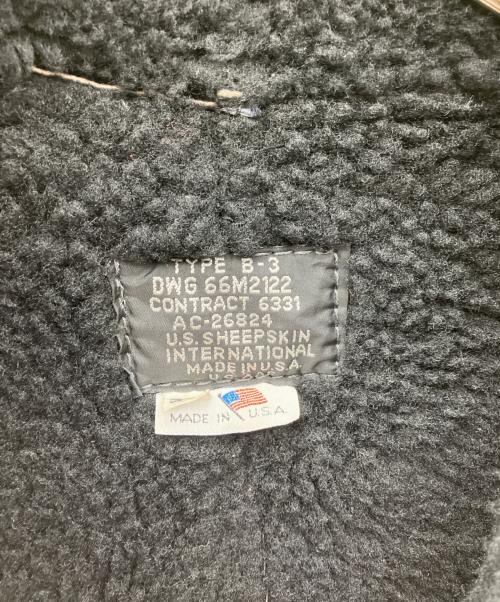 TYPE B-3
DWG 66M2122
CONTRACT 6331
AC-26824
U.S. SHEEPSKIN
INTERNATIONAL
MADE IN U.S.A
MADE IN U.S.A.